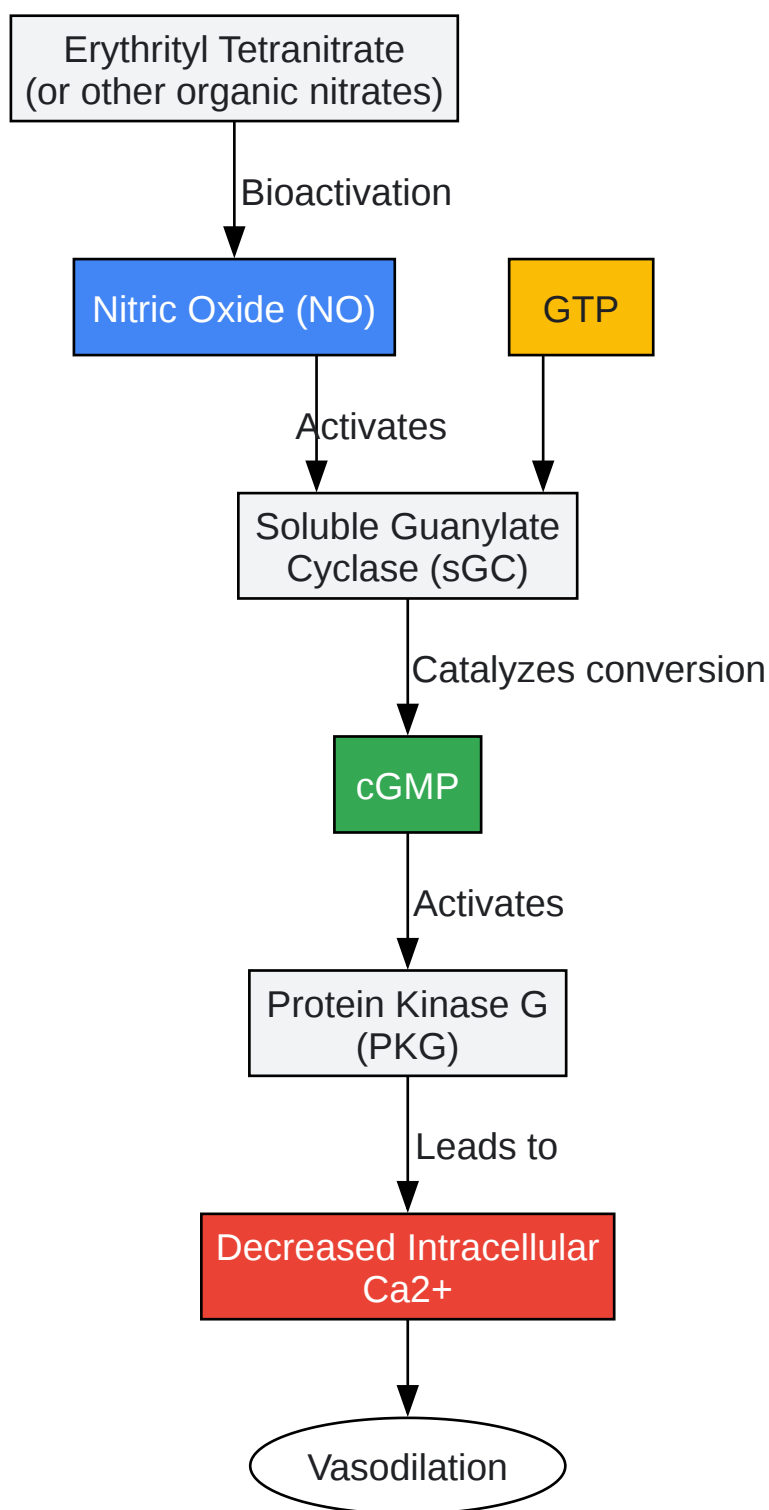 Erythrityl Tetranitrate
(or other organic nitrates)
Bioactivation
Nitric Oxide (NO)
GTP
Activates
Soluble Guanylate
Cyclase (sGC)
Catalyzes conversion
cGMP
Activates
Protein Kinase G
(PKG)
Leads to
Decreased Intracellular
Ca2+
Vasodilation